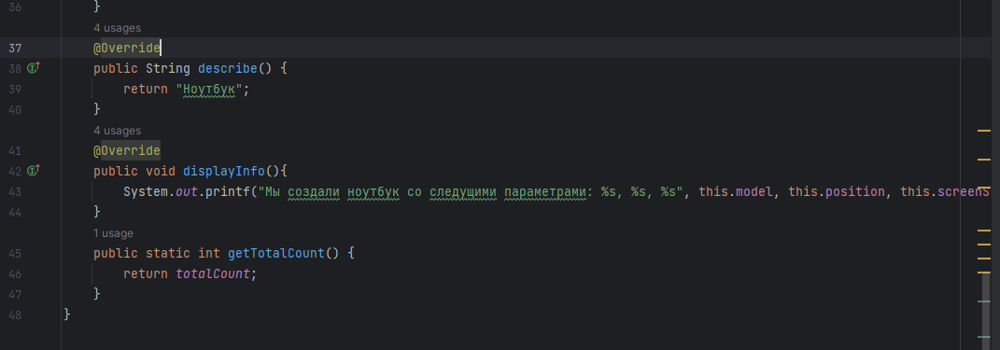 36 }
4 usages
37 @Override
38 public String describe() {
39 return "Ноутбук";
40 }
4 usages
41 @Override
42 public void displayInfo(){
43 System.out.printf("Мы создали ноутбук со следущими параметрами: %s, %s, %s", this.model, this.position, this.screenS
44 }
1 usage
45 public static int getTotalCount() {
46 return totalCount;
47 }
48 }